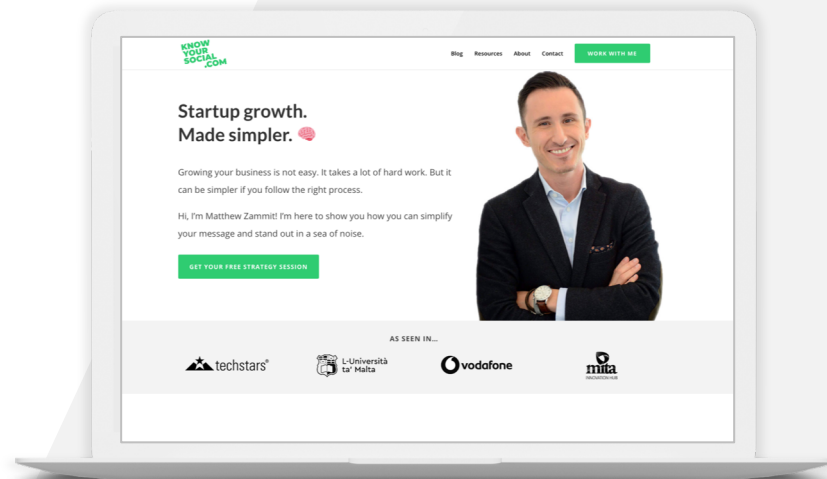 KNOW
YOUR
SOCIAL
.COM
Blog Resources About Contact WORK WITH ME
Startup growth.
Made simpler. 🧠
Growing your business is not easy. It takes a lot of hard work. But it
can be simpler if you follow the right process.
Hi, I'm Matthew Zammit! I'm here to show you how you can simplify
your message and stand out in a sea of noise.
GET YOUR FREE STRATEGY SESSION
AS SEEN IN...
techstars®
L-Università
ta' Malta
vodafone
mita
INNOVATION HUB